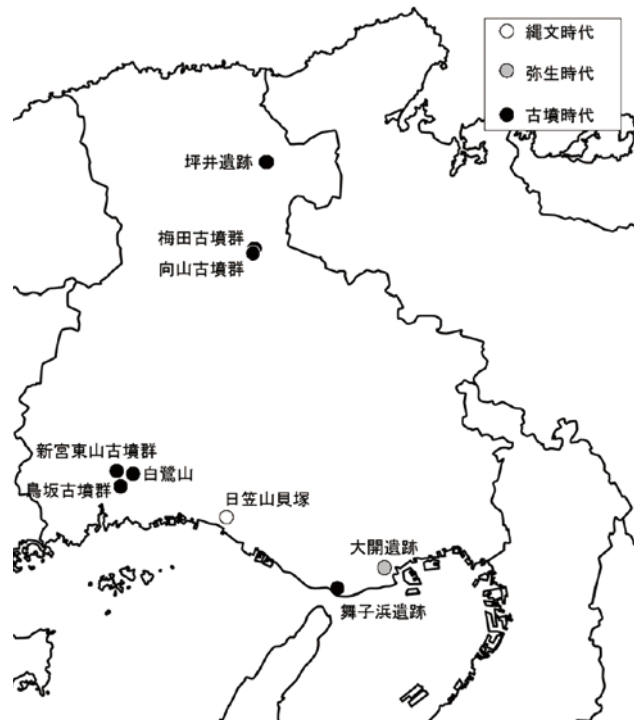 縄文時代
弥生時代
古墳時代
坪井遺跡
梅田古墳群
向山古墳群
新宮東山古墳群
白鷺山
鳥坂古墳群
日笠山貝塚
大開遺跡
舞子浜遺跡